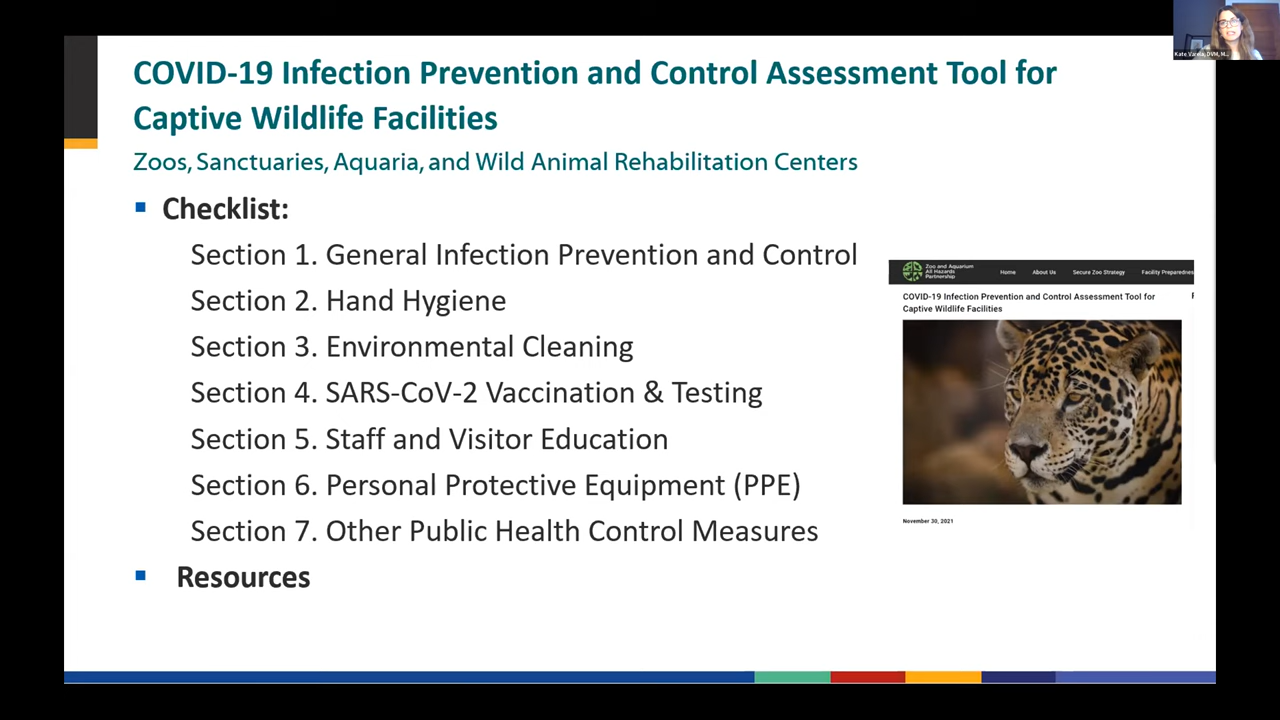 Kate Varela, DVM, M...
COVID-19 Infection Prevention and Control Assessment Tool for
Captive Wildlife Facilities
Zoos, Sanctuaries, Aquaria, and Wild Animal Rehabilitation Centers
▪ Checklist:
Section 1. General Infection Prevention and Control
Section 2. Hand Hygiene
Section 3. Environmental Cleaning
Section 4. SARS-CoV-2 Vaccination & Testing
Section 5. Staff and Visitor Education
Section 6. Personal Protective Equipment (PPE)
Section 7. Other Public Health Control Measures
▪ Resources
Zoo and Aquarium
All Hazards
Partnership
Home About Us Secure Zoo Strategy Facility Preparednes
COVID-19 Infection Prevention and Control Assessment Tool for
Captive Wildlife Facilities
November 30, 2021